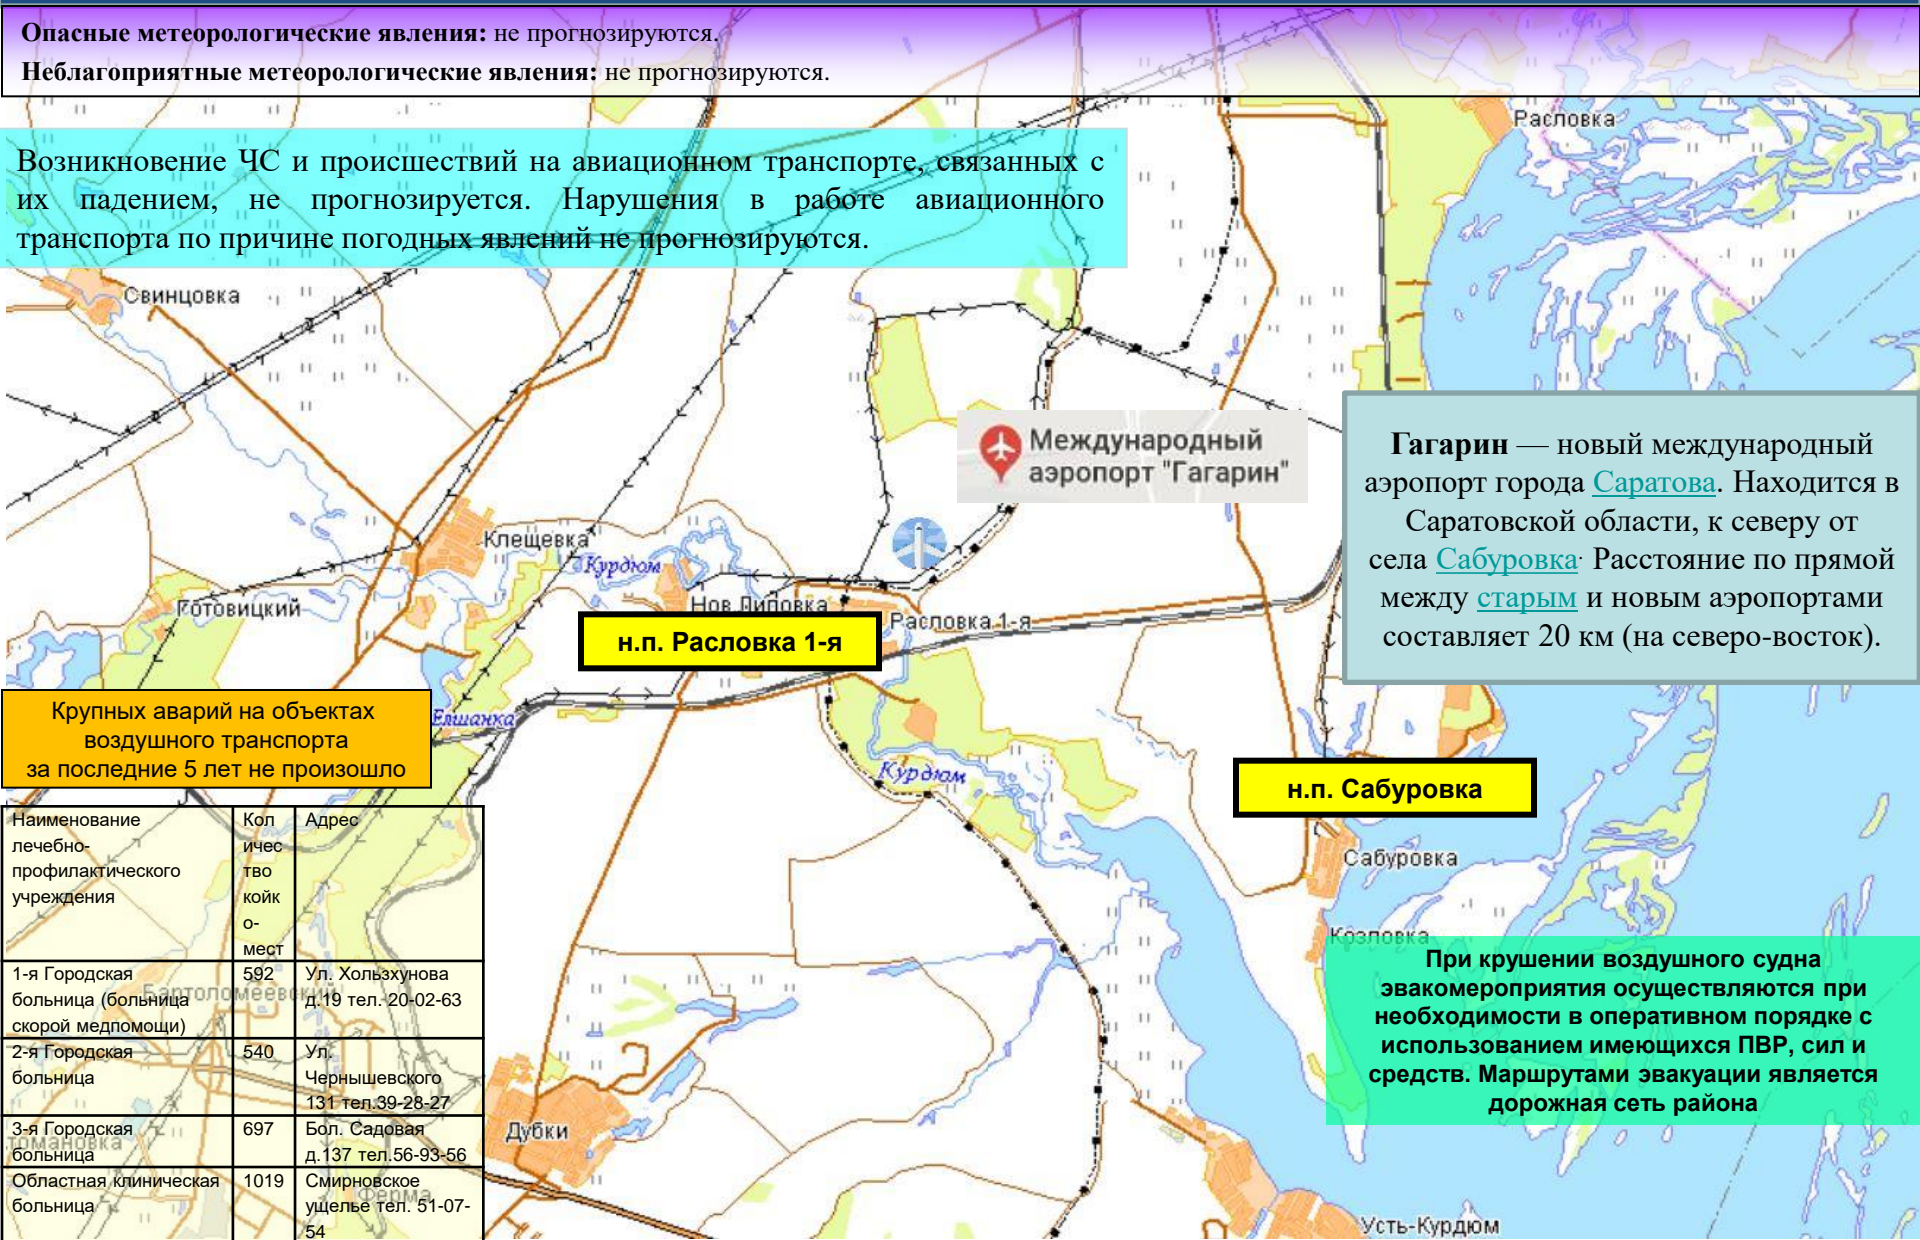 Опасные метеорологические явления: не прогнозируются.
Неблагоприятные метеорологические явления: не прогнозируются.
Расловка
Возникновение ЧС и происшествий на авиационном транспорте, связанных с
их падением, не прогнозируется. Нарушения в работе авиационного
транспорта по причине погодных явлений не прогнозируются.
Свинцовка
Международный
аэропорт "Гагарин"
Гагарин — новый международный
аэропорт города Саратова. Находится в
Саратовской области, к северу от
села Сабуровка. Расстояние по прямой
между старым и новым аэропортами
составляет 20 км (на северо-восток).
Клещевка
Курдюм
Готовицкий
Нов.Липовка
Расловка 1-я
н.п. Расловка 1-я
Крупных аварий на объектах
воздушного транспорта
за последние 5 лет не произошло
Елшанка
Курдюм
н.п. Сабуровка
Сабуровка
Козловка
Наименование
лечебно-
профилактического
учреждения
Кол
ичес
тво
койк
о-
мест
Адрес
1-я Городская
больница (больница
скорой медпомощи)
592
Ул. Хользхунова
д.19 тел. 20-02-63
Бартоломеевский
2-я Городская
больница
540
Ул.
Чернышевского
131 тел.39-28-27
3-я Городская
больница
697
Бол. Садовая
д.137 тел.56-93-56
томановка
Областная клиническая
больница
1019
Смирновское
ущелье тел. 51-07-
54
Ферма
Дубки
При крушении воздушного судна
эвакомероприятия осуществляются при
необходимости в оперативном порядке с
использованием имеющихся ПВР, сил и
средств. Маршрутами эвакуации является
дорожная сеть района
Усть-Курдюм